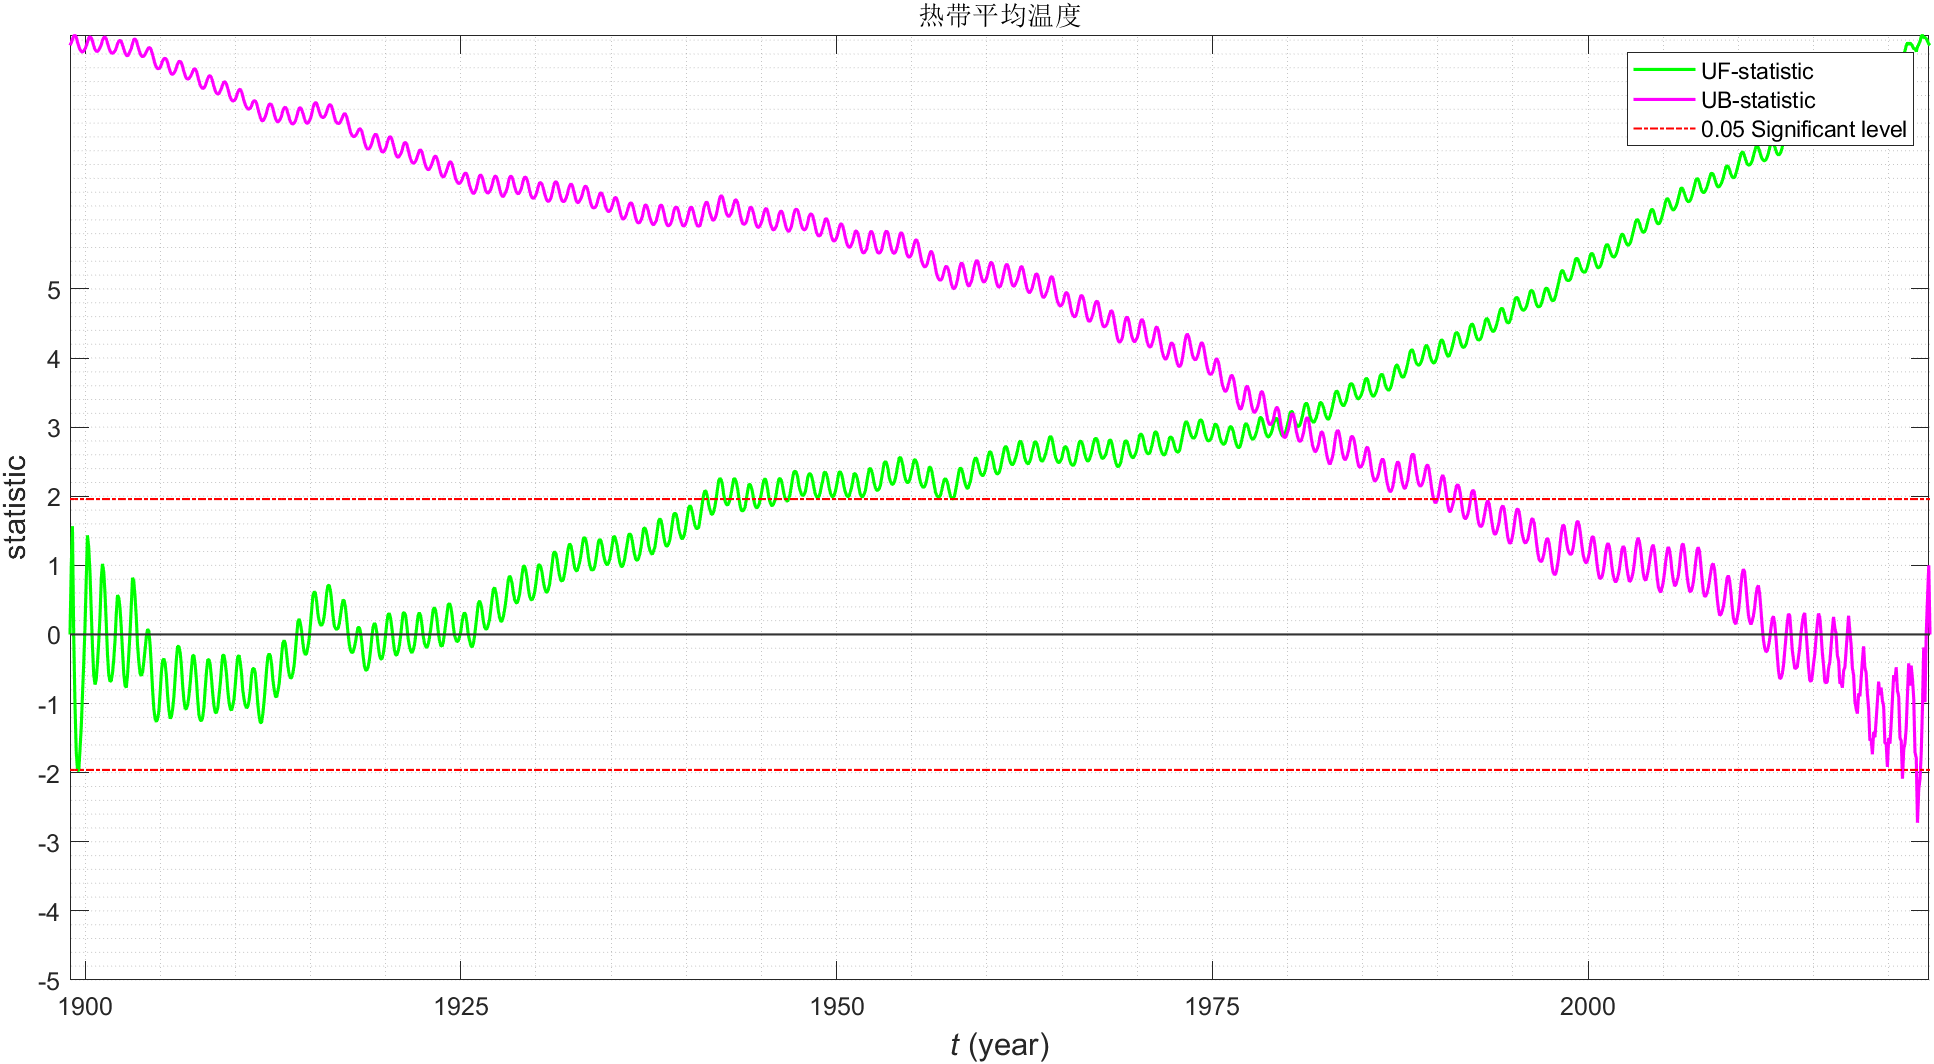 热带平均温度
UF-statistic
UB-statistic
0.05 Significant level
statistic
5
4
3
2
1
0
-1
-2
-3
-4
-5
1900 1925 1950 1975 2000
t (year)